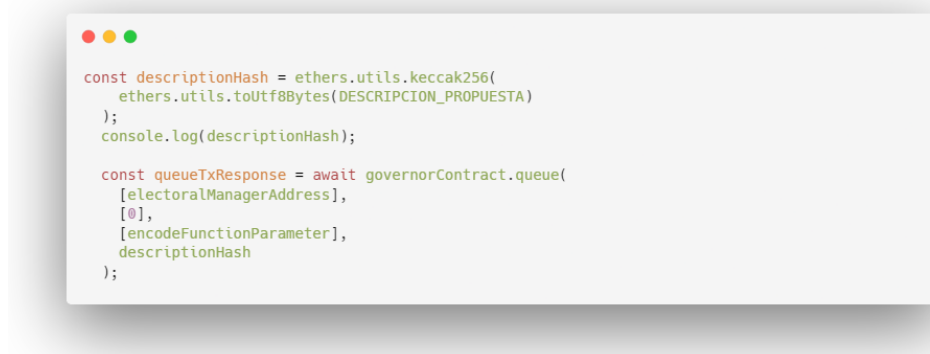 const descriptionHash = ethers.utils.keccak256(
    ethers.utils.toUtf8Bytes(DESCRIPCION_PROPUESTA)
  );
  console.log(descriptionHash);

  const queueTxResponse = await governorContract.queue(
    [electoralManagerAddress],
    [0],
    [encodeFunctionParameter],
    descriptionHash
  );